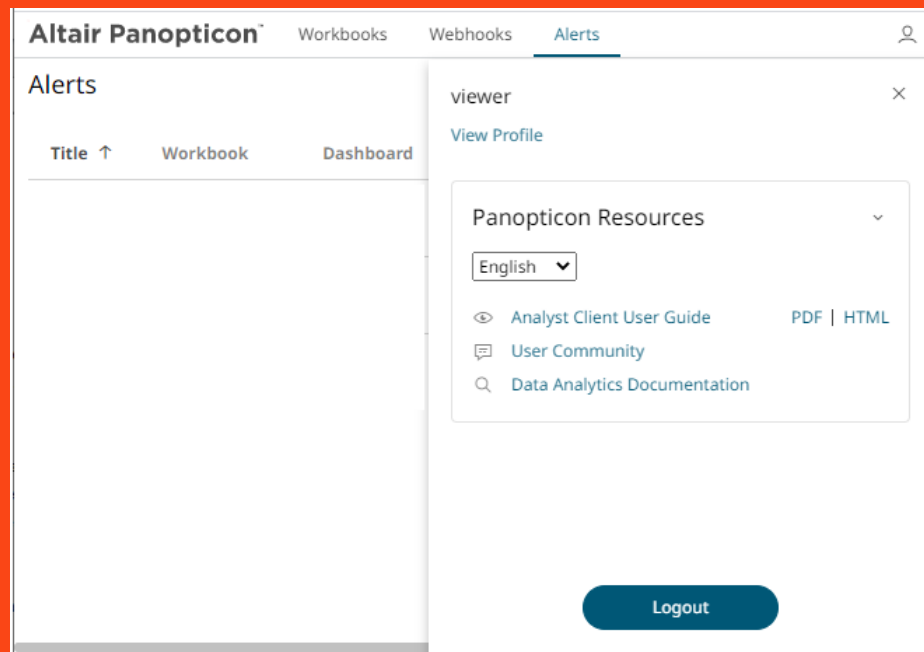 Altair Panopticon™ Workbooks Webhooks Alerts
Alerts
Title ↑ Workbook Dashboard
viewer
View Profile
Panopticon Resources
English
Analyst Client User Guide PDF | HTML
User Community
Data Analytics Documentation
Logout